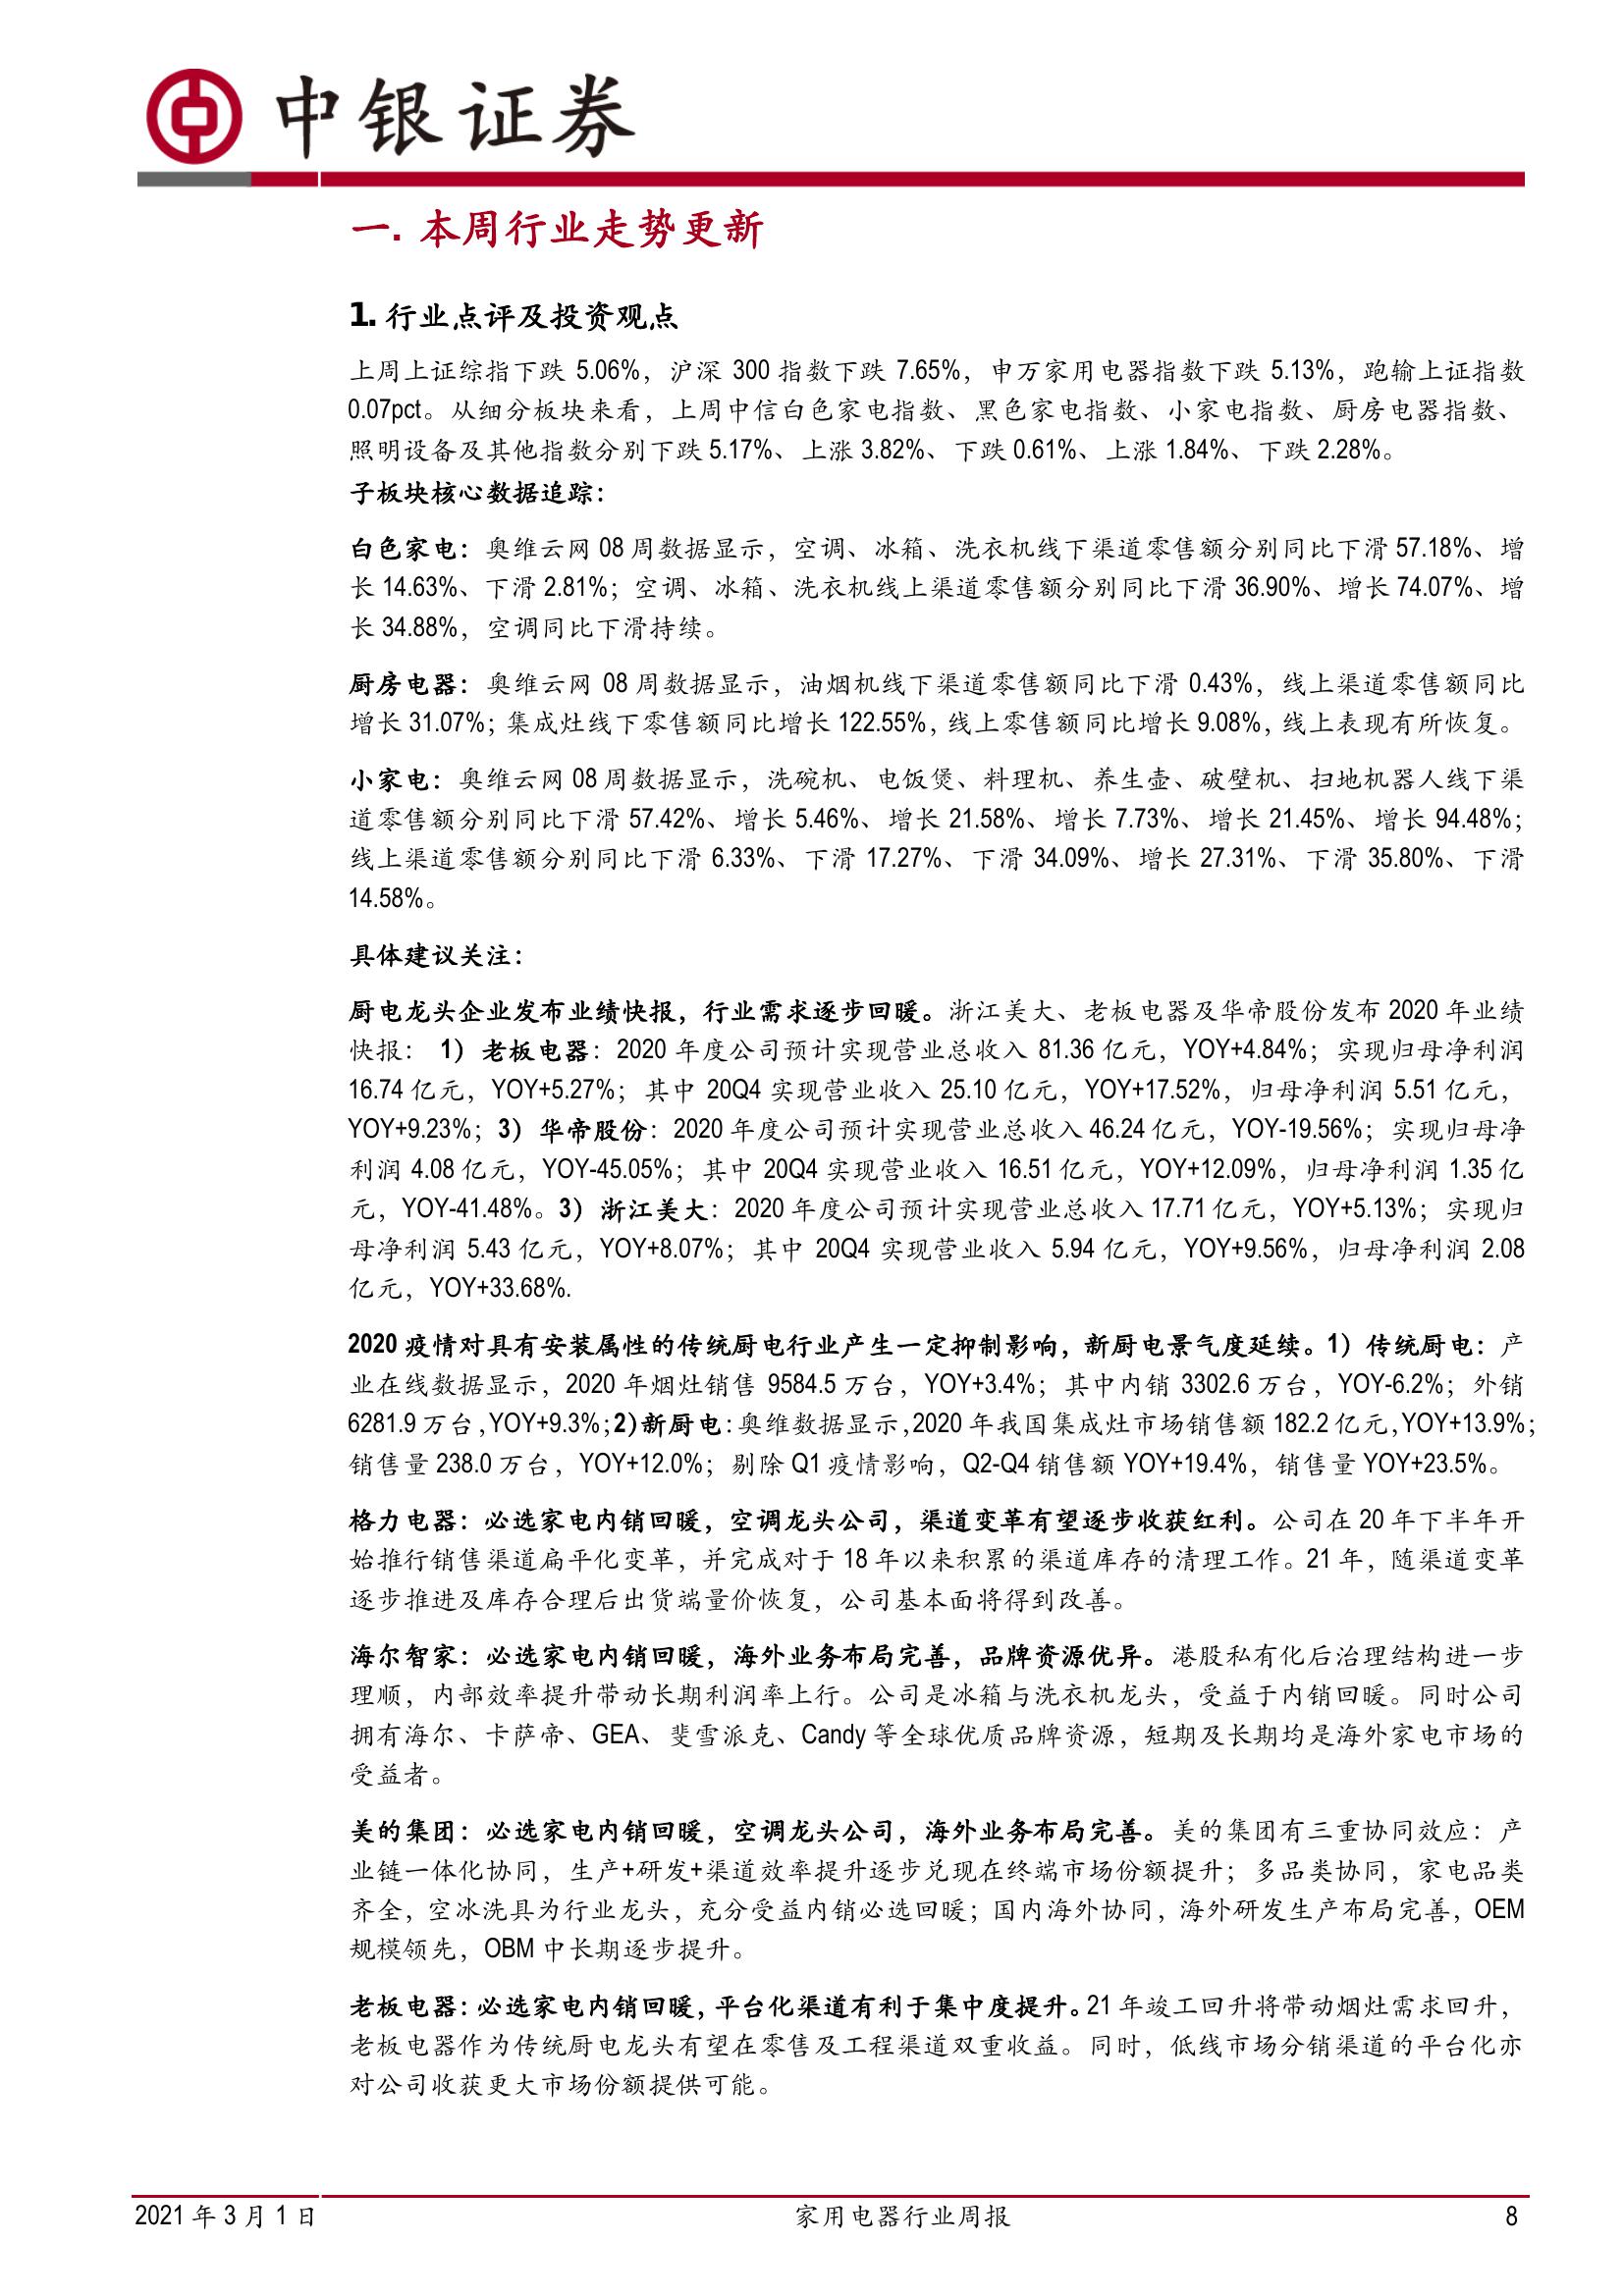 中银证券
一. 本周行业走势更新
1. 行业点评及投资观点
上周上证综指下跌 5.06%，沪深 300 指数下跌 7.65%，申万家用电器指数下跌 5.13%，跑输上证指数
0.07pct。从细分板块来看，上周中信白色家电指数、黑色家电指数、小家电指数、厨房电器指数、
照明设备及其他指数分别下跌 5.17%、上涨 3.82%、下跌 0.61%、上涨 1.84%、下跌 2.28%。
子板块核心数据追踪：
白色家电：奥维云网 08 周数据显示，空调、冰箱、洗衣机线下渠道零售额分别同比下滑 57.18%、增
长 14.63%、下滑 2.81%；空调、冰箱、洗衣机线上渠道零售额分别同比下滑 36.90%、增长 74.07%、增
长 34.88%，空调同比下滑持续。
厨房电器：奥维云网 08 周数据显示，油烟机线下渠道零售额同比下滑 0.43%，线上渠道零售额同比
增长 31.07%；集成灶线下零售额同比增长 122.55%，线上零售额同比增长 9.08%，线上表现有所恢复。
小家电：奥维云网 08 周数据显示，洗碗机、电饭煲、料理机、养生壶、破壁机、扫地机器人线下渠
道零售额分别同比下滑 57.42%、增长 5.46%、增长 21.58%、增长 7.73%、增长 21.45%、增长 94.48%；
线上渠道零售额分别同比下滑 6.33%、下滑 17.27%、下滑 34.09%、增长 27.31%、下滑 35.80%、下滑
14.58%。
具体建议关注：
厨电龙头企业发布业绩快报，行业需求逐步回暖。浙江美大、老板电器及华帝股份发布 2020 年业绩
快报： 1）老板电器：2020 年度公司预计实现营业总收入 81.36 亿元，YOY+4.84%；实现归母净利润
16.74 亿元，YOY+5.27%；其中 20Q4 实现营业收入 25.10 亿元，YOY+17.52%，归母净利润 5.51 亿元，
YOY+9.23%；3）华帝股份：2020 年度公司预计实现营业总收入 46.24 亿元，YOY-19.56%；实现归母净
利润 4.08 亿元，YOY-45.05%；其中 20Q4 实现营业收入 16.51 亿元，YOY+12.09%，归母净利润 1.35 亿
元，YOY-41.48%。3）浙江美大：2020 年度公司预计实现营业总收入 17.71 亿元，YOY+5.13%；实现归
母净利润 5.43 亿元，YOY+8.07%；其中 20Q4 实现营业收入 5.94 亿元，YOY+9.56%，归母净利润 2.08
亿元，YOY+33.68%.
2020 疫情对具有安装属性的传统厨电行业产生一定抑制影响，新厨电景气度延续。1）传统厨电：产
业在线数据显示，2020 年烟灶销售 9584.5 万台，YOY+3.4%；其中内销 3302.6 万台，YOY-6.2%；外销
6281.9 万台，YOY+9.3%；2）新厨电：奥维数据显示，2020 年我国集成灶市场销售额 182.2 亿元，YOY+13.9%；
销售量 238.0 万台，YOY+12.0%；剔除 Q1 疫情影响，Q2-Q4 销售额 YOY+19.4%，销售量 YOY+23.5%。
格力电器：必选家电内销回暖，空调龙头公司，渠道变革有望逐步收获红利。公司在 20 年下半年开
始推行销售渠道扁平化变革，并完成对于 18 年以来积累的渠道库存的清理工作。21 年，随渠道变革
逐步推进及库存合理后出货端量价恢复，公司基本面将得到改善。
海尔智家：必选家电内销回暖，海外业务布局完善，品牌资源优异。港股私有化后治理结构进一步
理顺，内部效率提升带动长期利润率上行。公司是冰箱与洗衣机龙头，受益于内销回暖。同时公司
拥有海尔、卡萨帝、GEA、斐雪派克、Candy 等全球优质品牌资源，短期及长期均是海外家电市场的
受益者。
美的集团：必选家电内销回暖，空调龙头公司，海外业务布局完善。美的集团有三重协同效应：产
业链一体化协同，生产+研发+渠道效率提升逐步兑现在终端市场份额提升；多品类协同，家电品类
齐全，空冰洗具为行业龙头，充分受益内销必选回暖；国内海外协同，海外研发生产布局完善，OEM
规模领先，OBM 中长期逐步提升。
老板电器：必选家电内销回暖，平台化渠道有利于集中度提升。21 年竣工回升将带动烟灶需求回升，
老板电器作为传统厨电龙头有望在零售及工程渠道双重收益。同时，低线市场分销渠道的平台化亦
对公司收获更大市场份额提供可能。
2021 年 3 月 1 日 家用电器行业周报 8